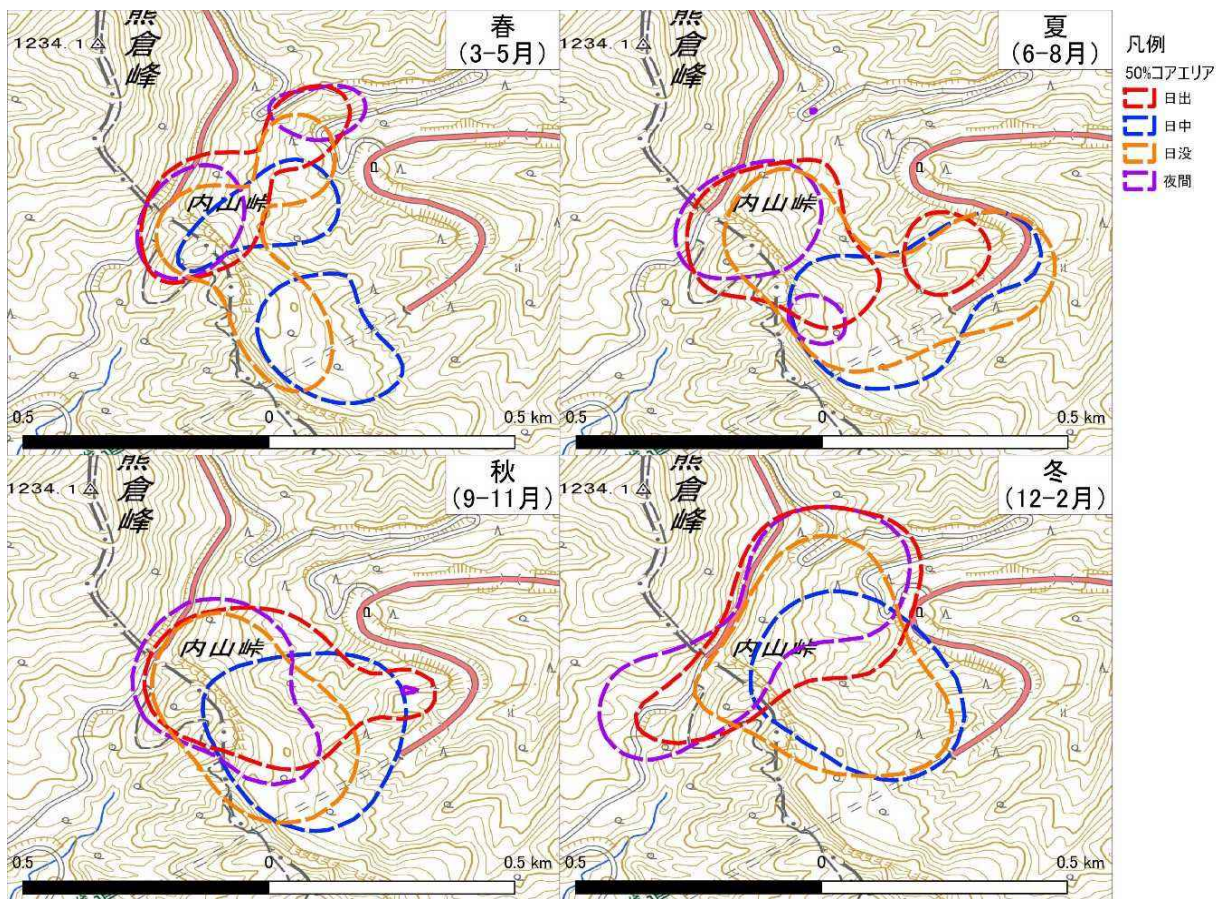 春
(3-5月)
1234.1
熊倉峰
内山峠
0.5
0
0.5 km
夏
(6-8月)
1234.1
熊倉峰
内山峠
0.5
0
0.5 km
凡例
50%コアエリア
日出
日中
日没
夜間
秋
(9-11月)
1234.1
熊倉峰
内山峠
0.5
0
0.5 km
冬
(12-2月)
1234.1
熊倉峰
内山峠
0.5
0
0.5 km